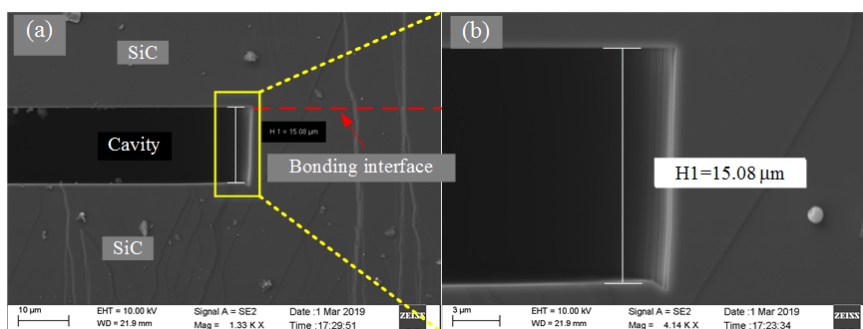 (a)
SiC
Cavity
H 1 = 15.08 µm
Bonding interface
SiC
10 µm
EHT = 10.00 kV
WD = 21.9 mm
Signal A = SE2
Mag = 1.33 K X
Date :1 Mar 2019
Time :17:29:51
ZEISS
(b)
H1=15.08 µm
3 µm
EHT = 10.00 kV
WD = 21.9 mm
Signal A = SE2
Mag = 4.14 K X
Date :1 Mar 2019
Time :17:23:34
ZEISS